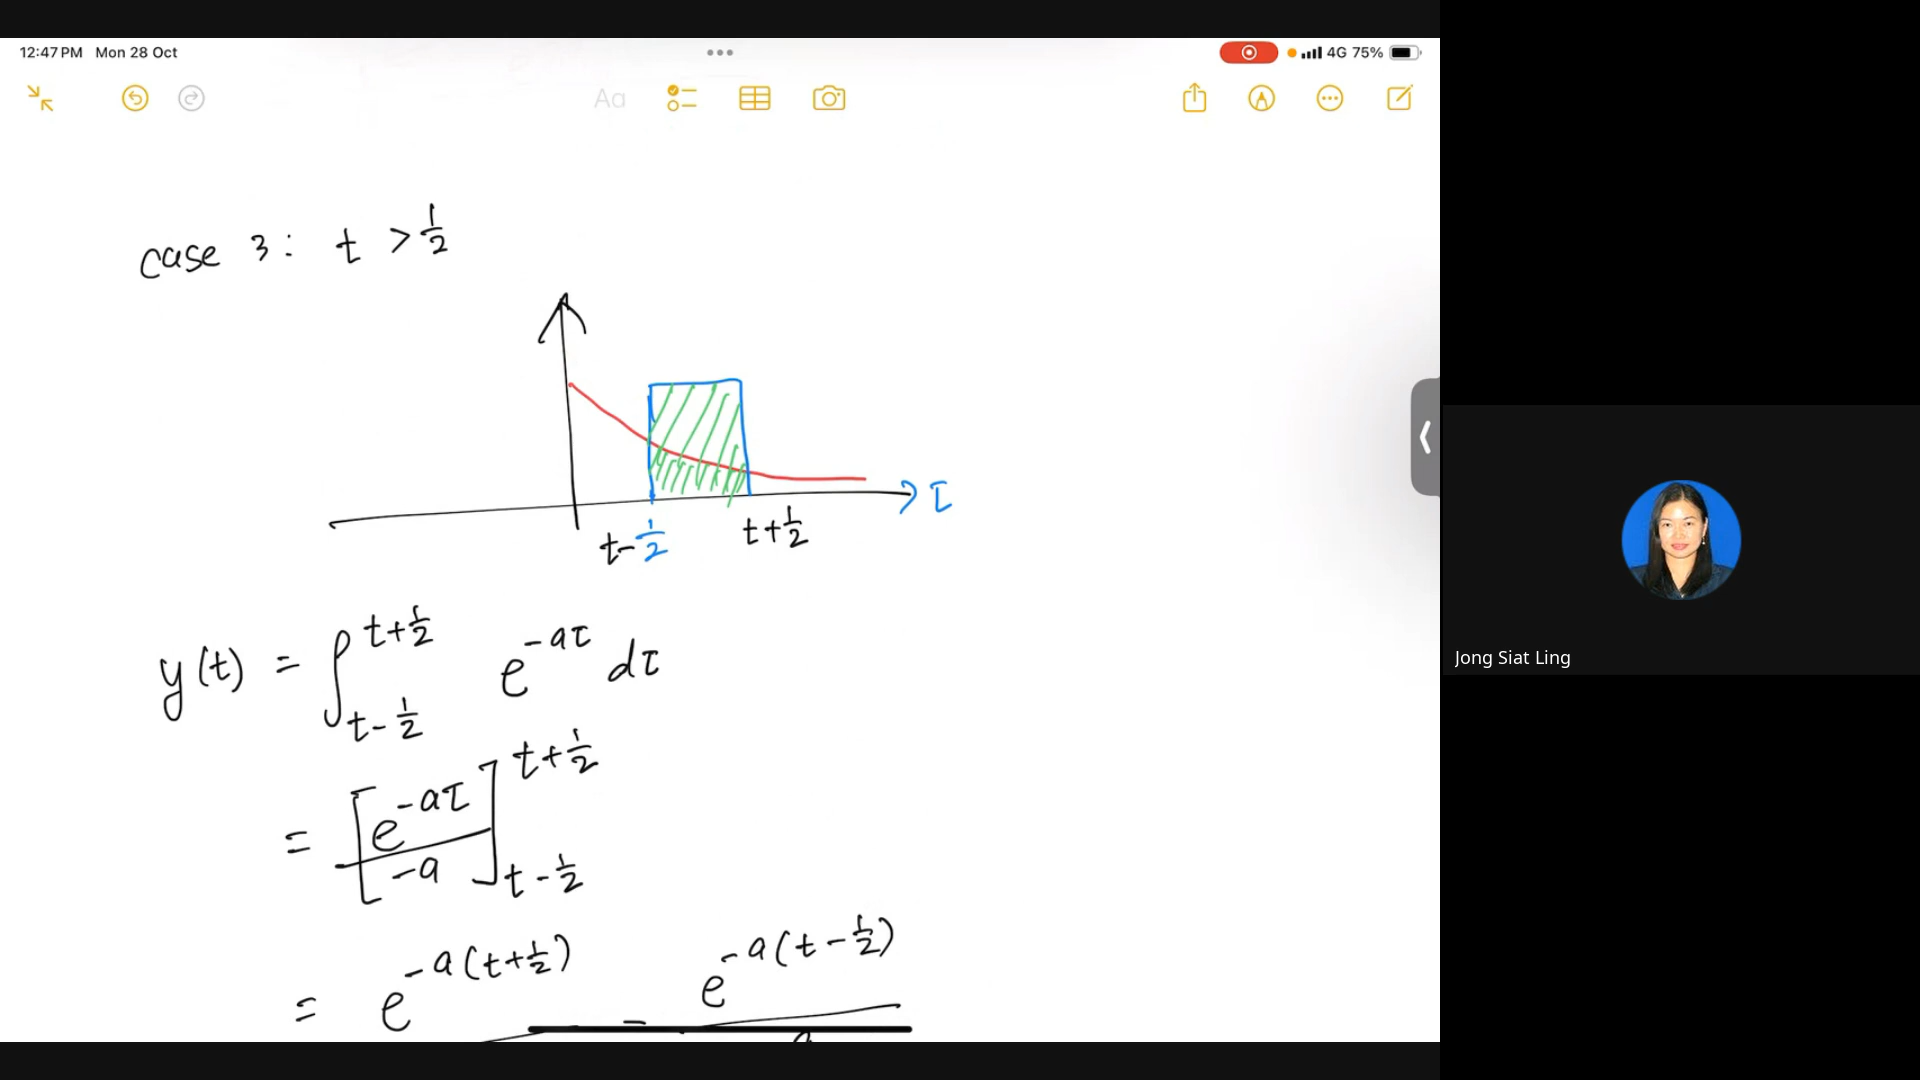 12:47 PM Mon 28 Oct
4G 75%
Aa
case 3: t > 1/2
τ
t - 1/2
t + 1/2
y(t) = ∫_{t - 1/2}^{t + 1/2} e^{-aτ} dτ
= [e^{-aτ} / -a]_{t - 1/2}^{t + 1/2}
= e^{-a(t + 1/2)} - e^{-a(t - 1/2)}
Jong Siat Ling